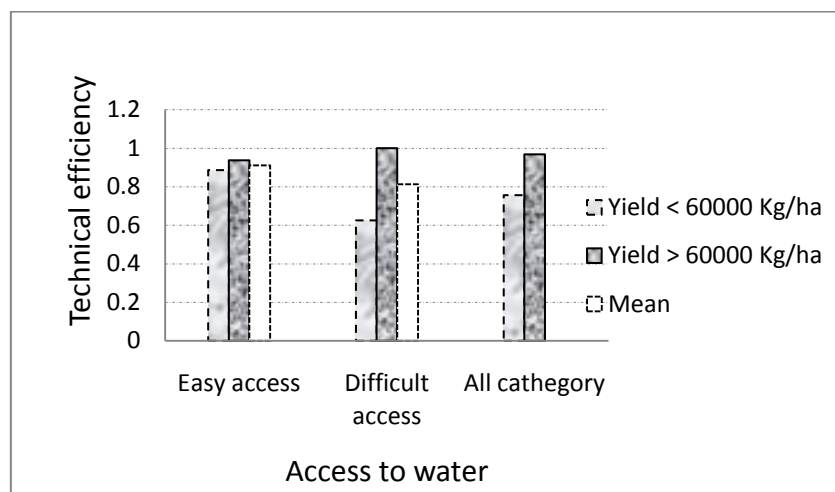 Technical efficiency
1.2
1
0.8
0.6
0.4
0.2
0
Easy access
Difficult
access
All cathegory
Access to water
Yield < 60000 Kg/ha
Yield > 60000 Kg/ha
Mean